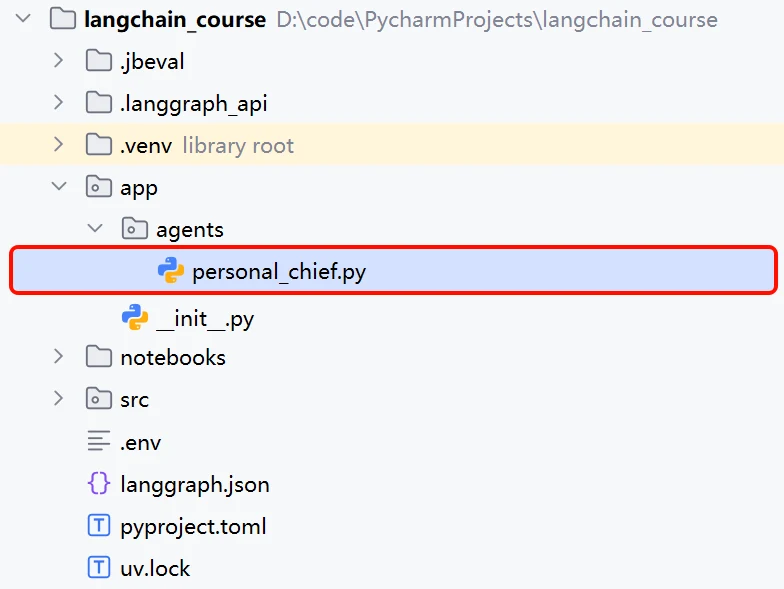 langchain_course D:\code\PycharmProjects\langchain_course
.jbeval
.langgraph_api
.venv library root
app
agents
personal_chief.py
__init__.py
notebooks
src
.env
langgraph.json
pyproject.toml
uv.lock